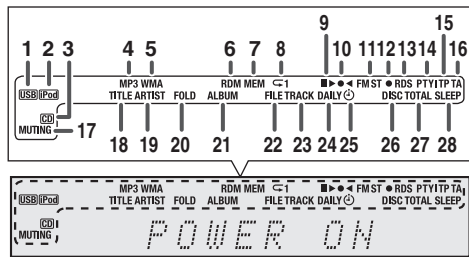 9 15
1 2 3 4 5 6 7 8 10 11 12 13 14 16
MP3 WMA RDM MEM 1 FM ST RDS PTYI TP TA
USB iPod TITLE ARTIST FOLD ALBUM FILE TRACK DAILY DISC TOTAL SLEEP
CD
MUTING 17
18 19 20 21 22 23 24 25 26 27 28
MP3 WMA RDM MEM 1 FM ST RDS PTYI TP TA
USB iPod TITLE ARTIST FOLD ALBUM FILE TRACK DAILY DISC TOTAL SLEEP
CD
MUTING
POWER ON